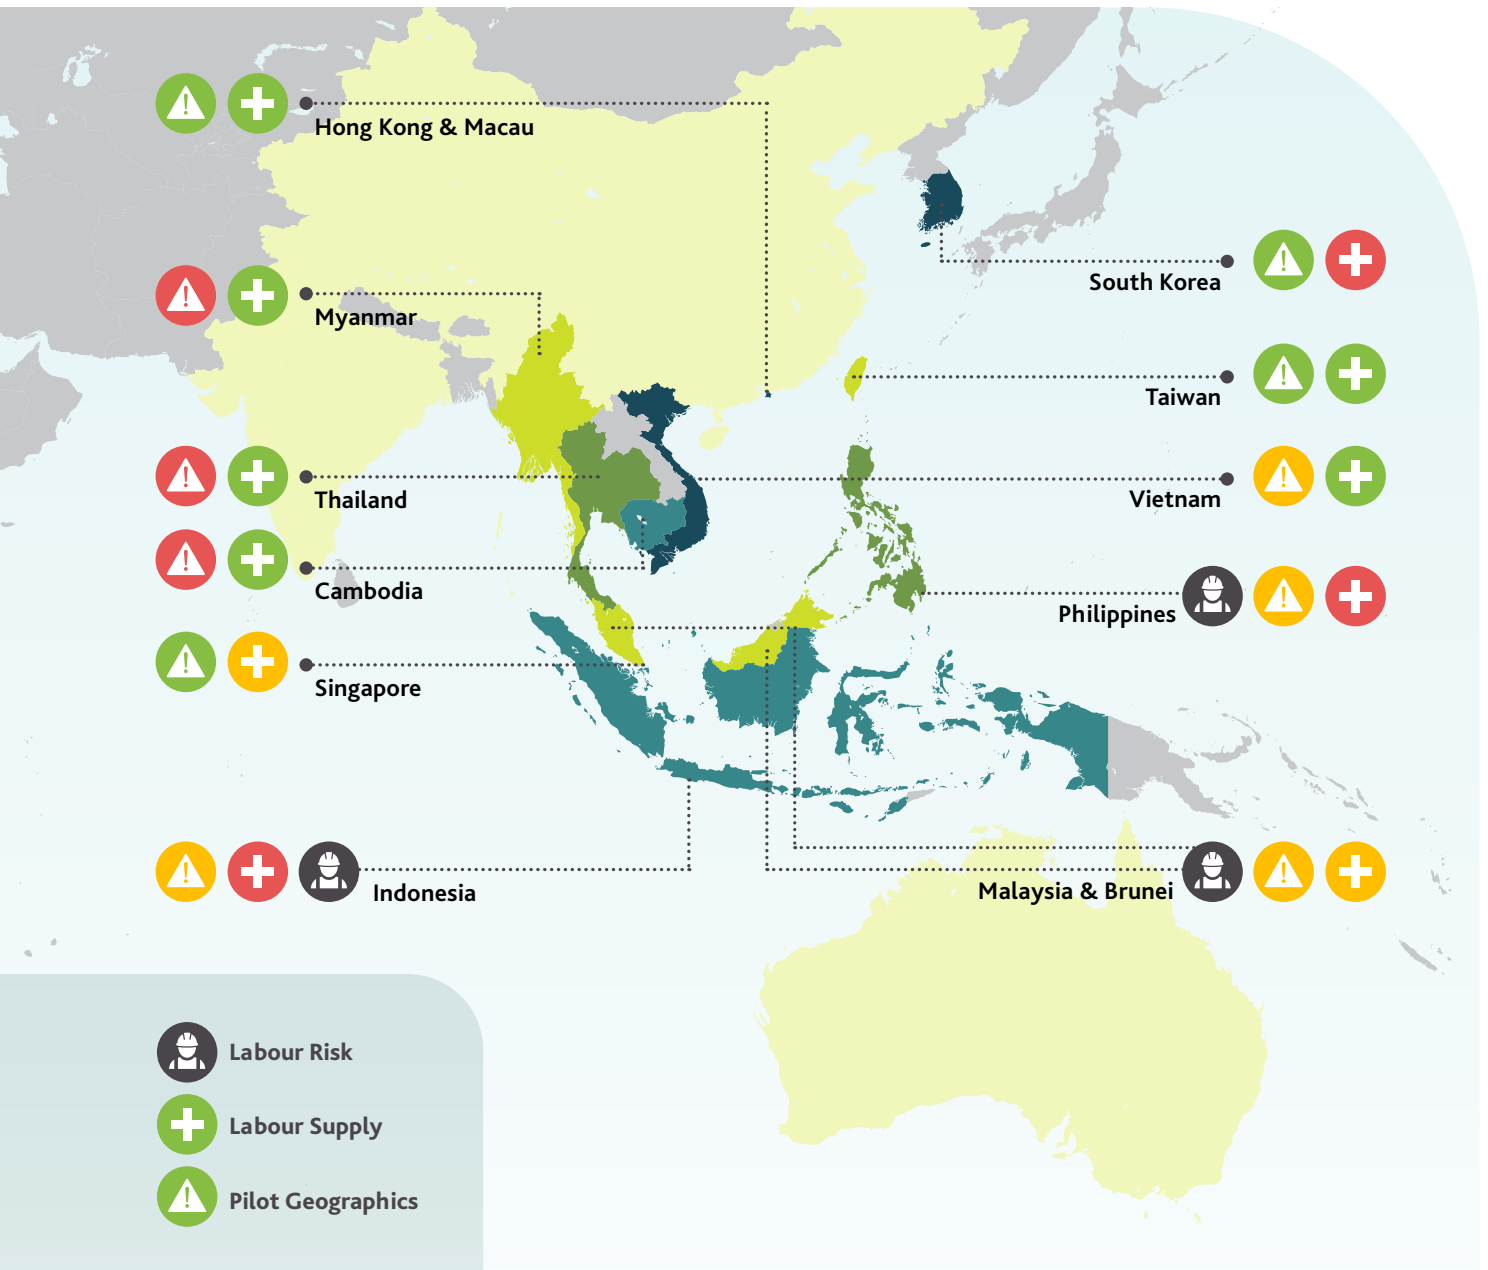 Hong Kong & Macau
Myanmar
South Korea
Taiwan
Thailand
Vietnam
Cambodia
Philippines
Singapore
Indonesia
Malaysia & Brunei
Labour Risk
Labour Supply
Pilot Geographics